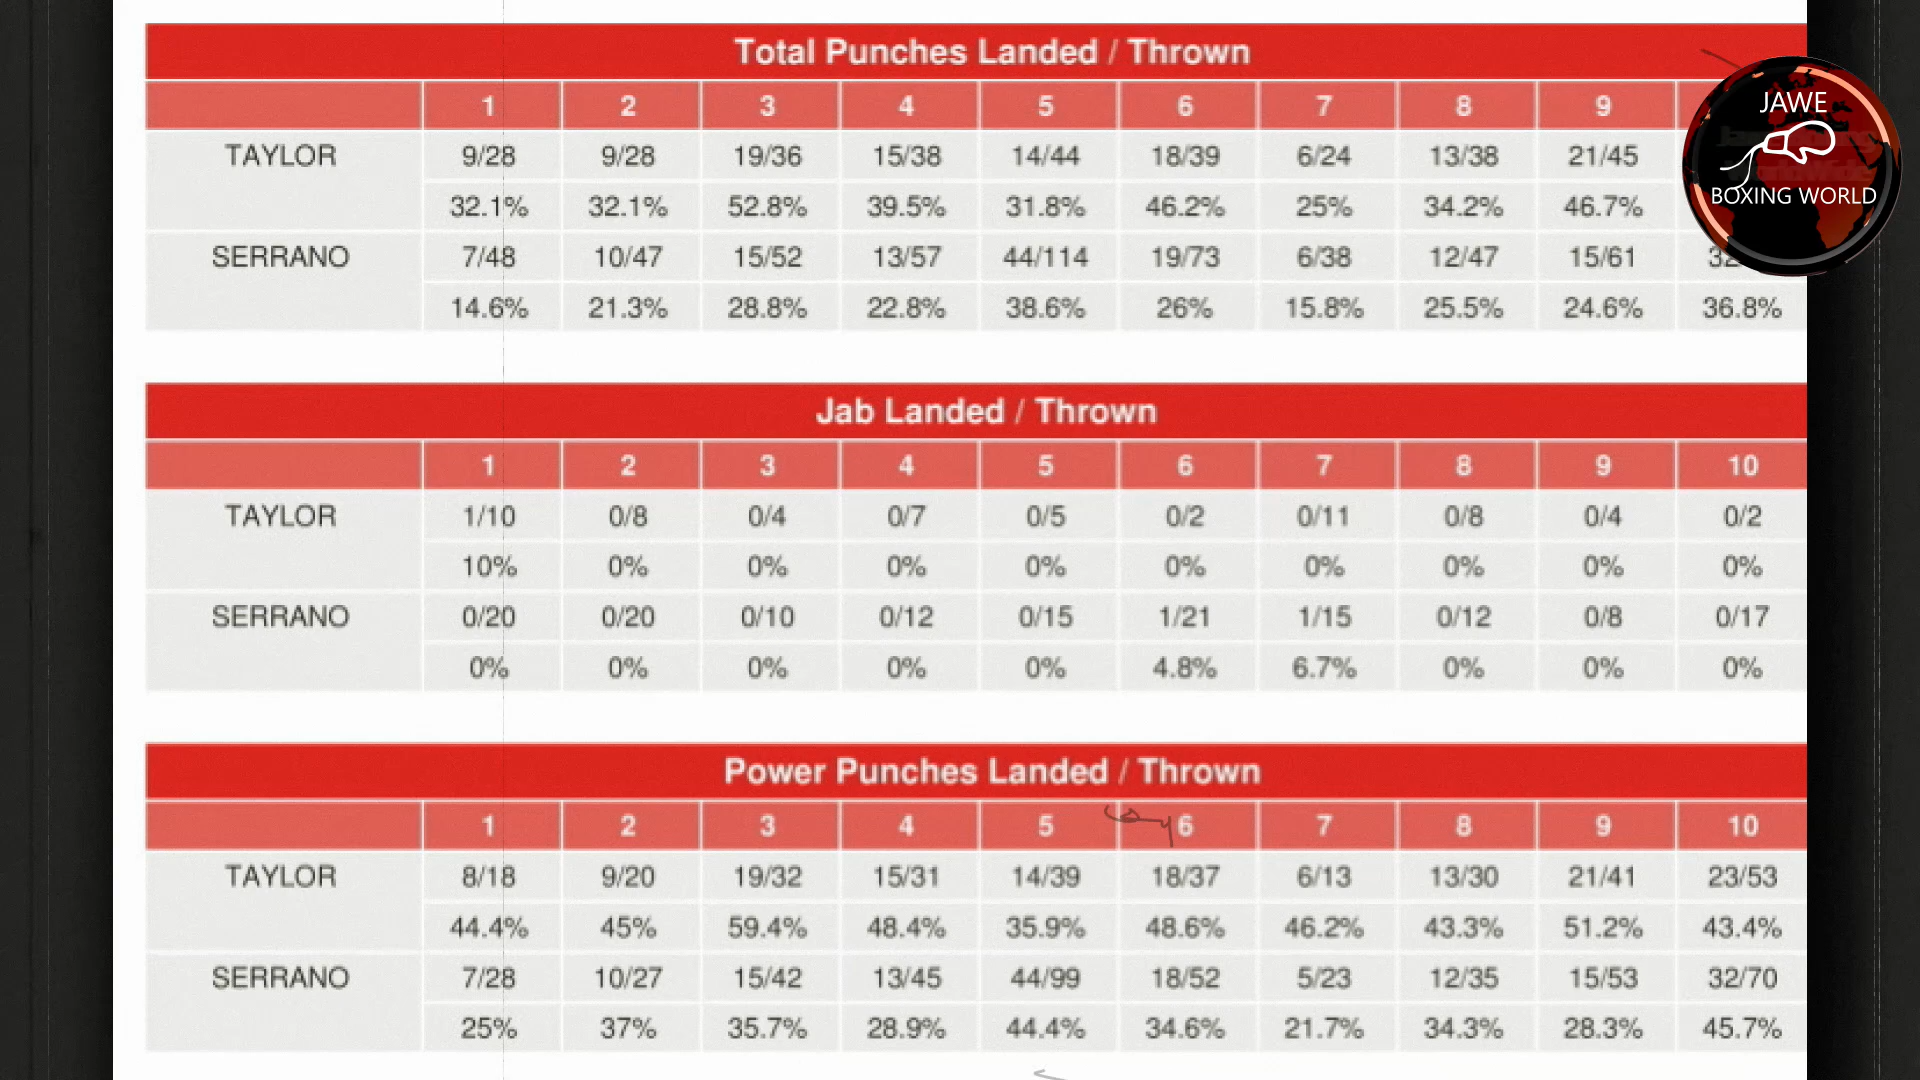 Total Punches Landed / Thrown
1 2 3 4 5 6 7 8 9
TAYLOR 9/28 9/28 19/36 15/38 14/44 18/39 6/24 13/38 21/45
32.1% 32.1% 52.8% 39.5% 31.8% 46.2% 25% 34.2% 46.7%
SERRANO 7/48 10/47 15/52 13/57 44/114 19/73 6/38 12/47 15/61
14.6% 21.3% 28.8% 22.8% 38.6% 26% 15.8% 25.5% 24.6% 36.8%
JAWE
BOXING WORLD
Jab Landed / Thrown
1 2 3 4 5 6 7 8 9 10
TAYLOR 1/10 0/8 0/4 0/7 0/5 0/2 0/11 0/8 0/4 0/2
10% 0% 0% 0% 0% 0% 0% 0% 0% 0%
SERRANO 0/20 0/20 0/10 0/12 0/15 1/21 1/15 0/12 0/8 0/17
0% 0% 0% 0% 0% 4.8% 6.7% 0% 0% 0%
Power Punches Landed / Thrown
1 2 3 4 5 6 7 8 9 10
TAYLOR 8/18 9/20 19/32 15/31 14/39 18/37 6/13 13/30 21/41 23/53
44.4% 45% 59.4% 48.4% 35.9% 48.6% 46.2% 43.3% 51.2% 43.4%
SERRANO 7/28 10/27 15/42 13/45 44/99 18/52 5/23 12/35 15/53 32/70
25% 37% 35.7% 28.9% 44.4% 34.6% 21.7% 34.3% 28.3% 45.7%